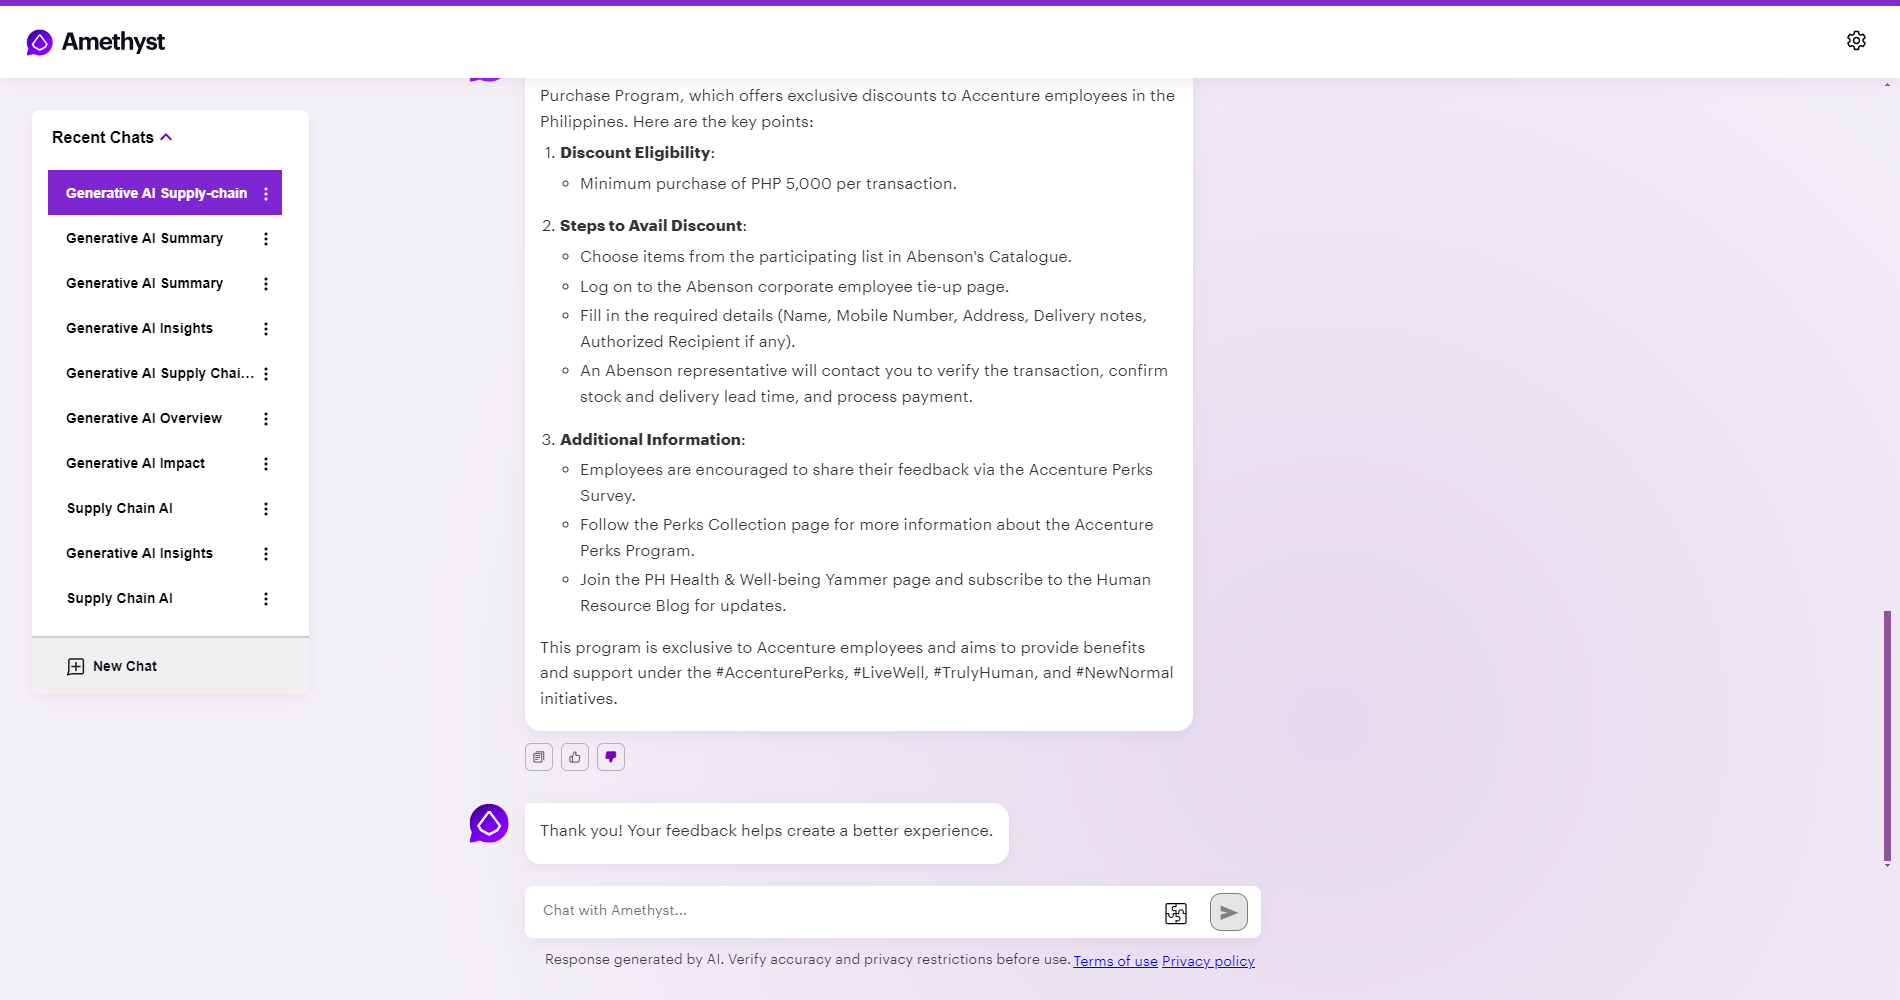 Amethyst
Recent Chats
Generative AI Supply-chain
Generative AI Summary
Generative AI Summary
Generative AI Insights
Generative AI Supply Chai...
Generative AI Overview
Generative AI Impact
Supply Chain AI
Generative AI Insights
Supply Chain AI
New Chat
Purchase Program, which offers exclusive discounts to Accenture employees in the
Philippines. Here are the key points:
1. Discount Eligibility:
Minimum purchase of PHP 5,000 per transaction.
2. Steps to Avail Discount:
Choose items from the participating list in Abenson's Catalogue.
Log on to the Abenson corporate employee tie-up page.
Fill in the required details (Name, Mobile Number, Address, Delivery notes,
Authorized Recipient if any).
An Abenson representative will contact you to verify the transaction, confirm
stock and delivery lead time, and process payment.
3. Additional Information:
Employees are encouraged to share their feedback via the Accenture Perks
Survey.
Follow the Perks Collection page for more information about the Accenture
Perks Program.
Join the PH Health & Well-being Yammer page and subscribe to the Human
Resource Blog for updates.
This program is exclusive to Accenture employees and aims to provide benefits
and support under the #AccenturePerks, #LiveWell, #TrulyHuman, and #NewNormal
initiatives.
Thank you! Your feedback helps create a better experience.
Chat with Amethyst...
Response generated by AI. Verify accuracy and privacy restrictions before use. Terms of use Privacy policy